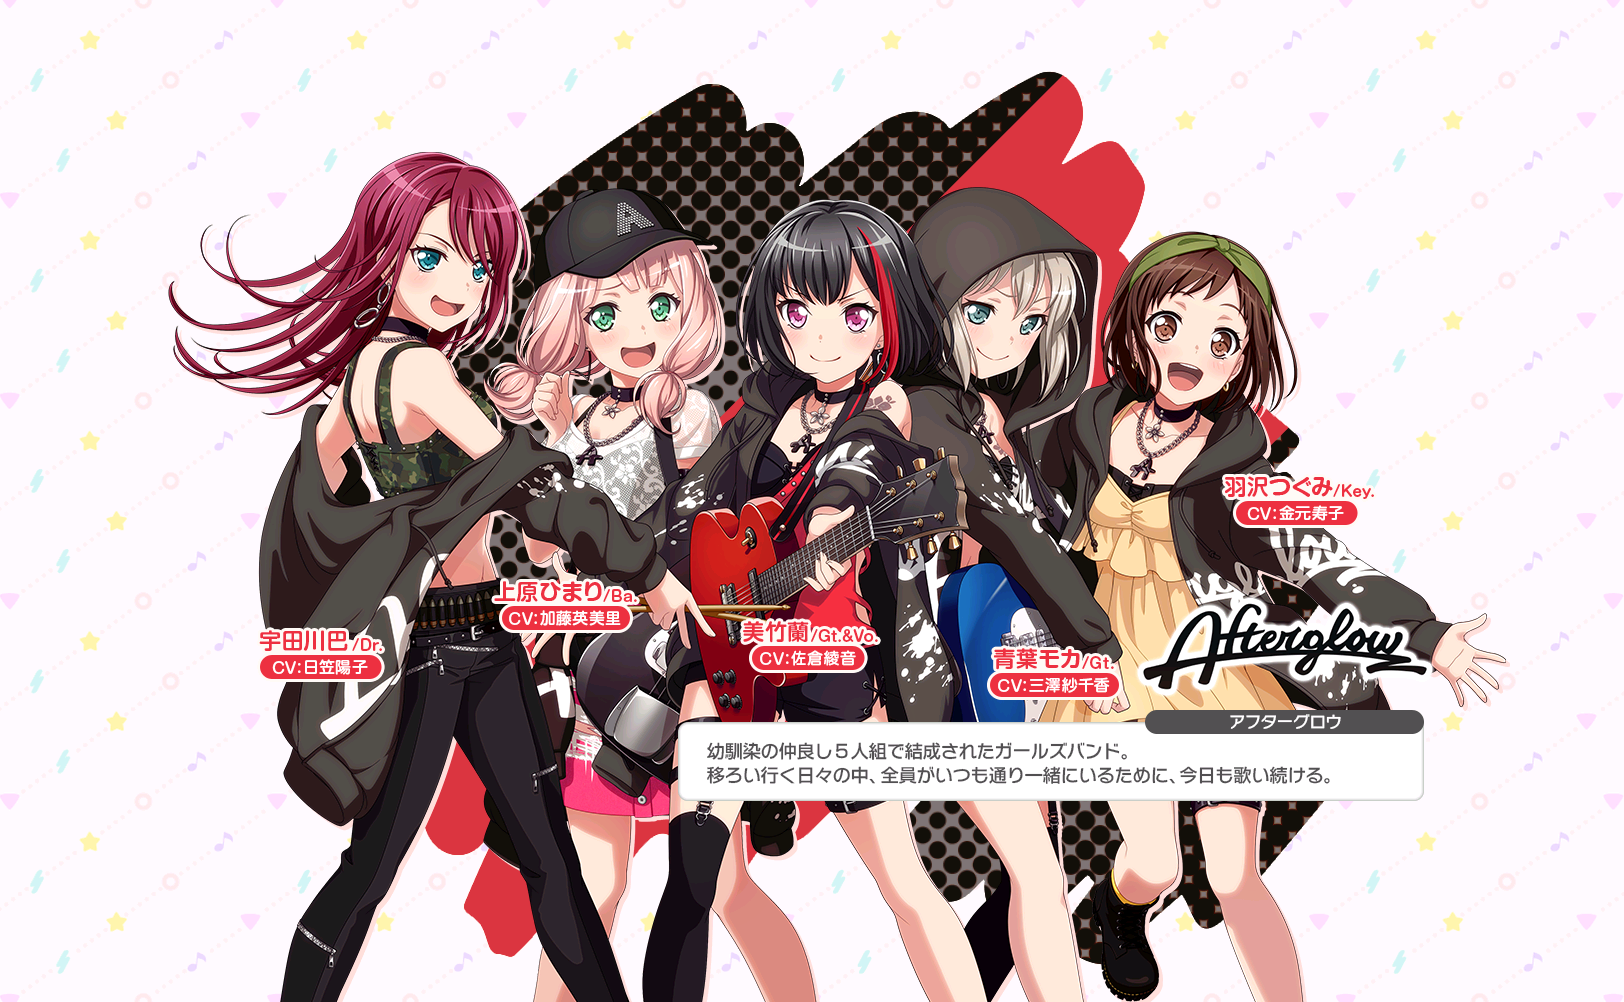 A
宇田川巴/Dr.
CV:日笠陽子
上原ひまり/Ba.
CV:加藤英美里
美竹蘭/Gt.&Vo.
CV:佐倉綾音
青葉モカ/Gt.
CV:三澤紗千香
羽沢つぐみ/Key.
CV:金元寿子
Afterglow
アフターグロウ
幼馴染の仲良し５人組で結成されたガールズバンド。
移ろい行く日々の中、全員がいつも通り一緒にいるために、今日も歌い続ける。